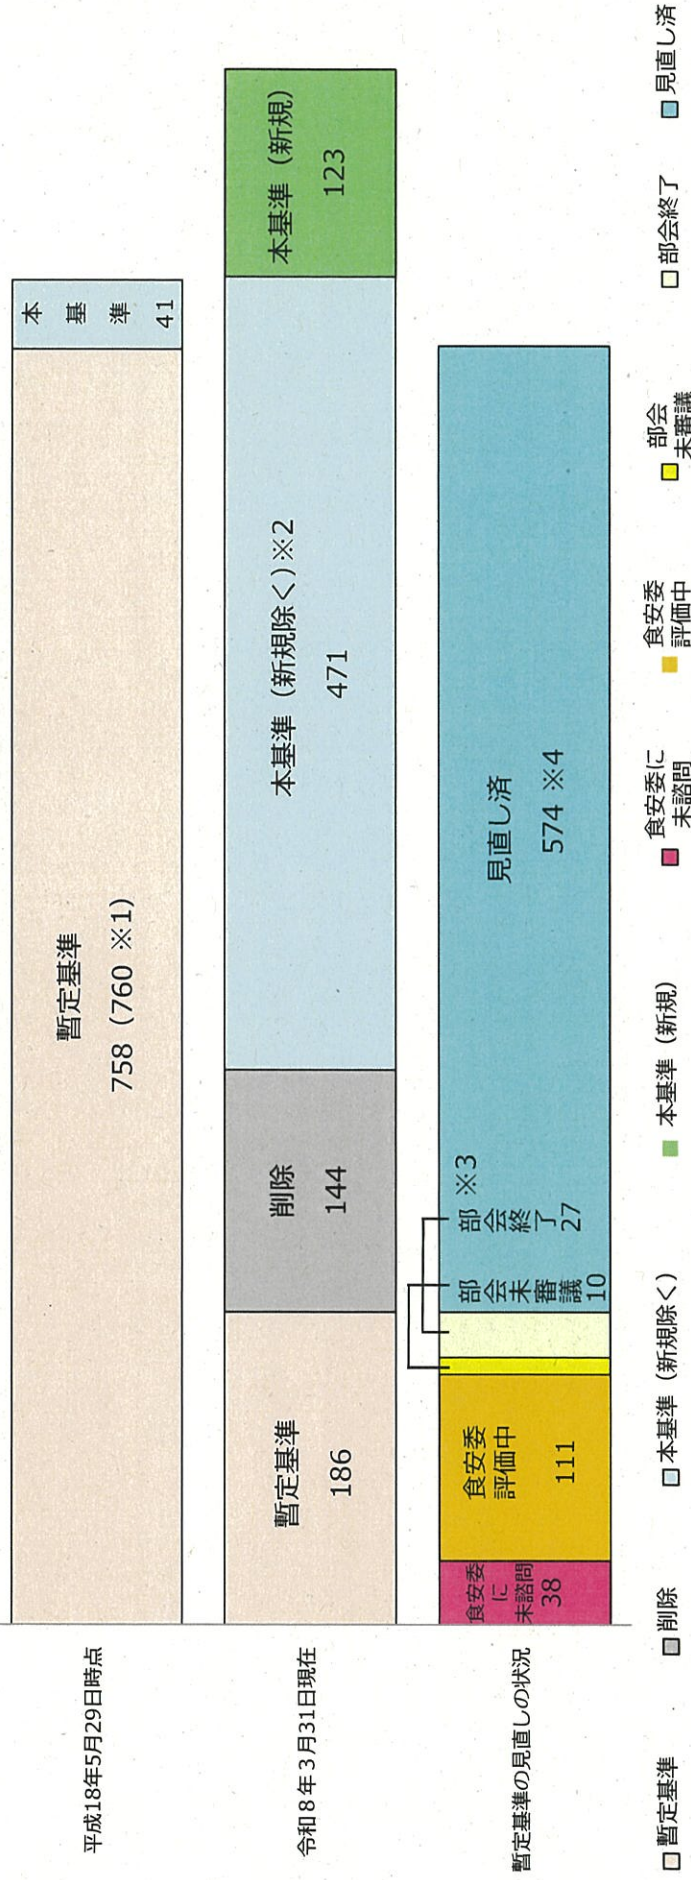 平成18年5月29日時点
暫定基準
758（760 ※1）
本基準
41
令和8年3月31日現在
暫定基準
186
削除
144
本基準（新規除く）※2
471
本基準（新規）
123
暫定基準の見直しの状況
食安委
に
未諮問
38
食安委
評価中
111
部会未審議
10
部会終了
27
※3
見直し済
574 ※4
暫定基準
削除
本基準（新規除く）
本基準（新規）
食安委に
未諮問
食安委
評価中
部会
未審議
部会終了
見直し済